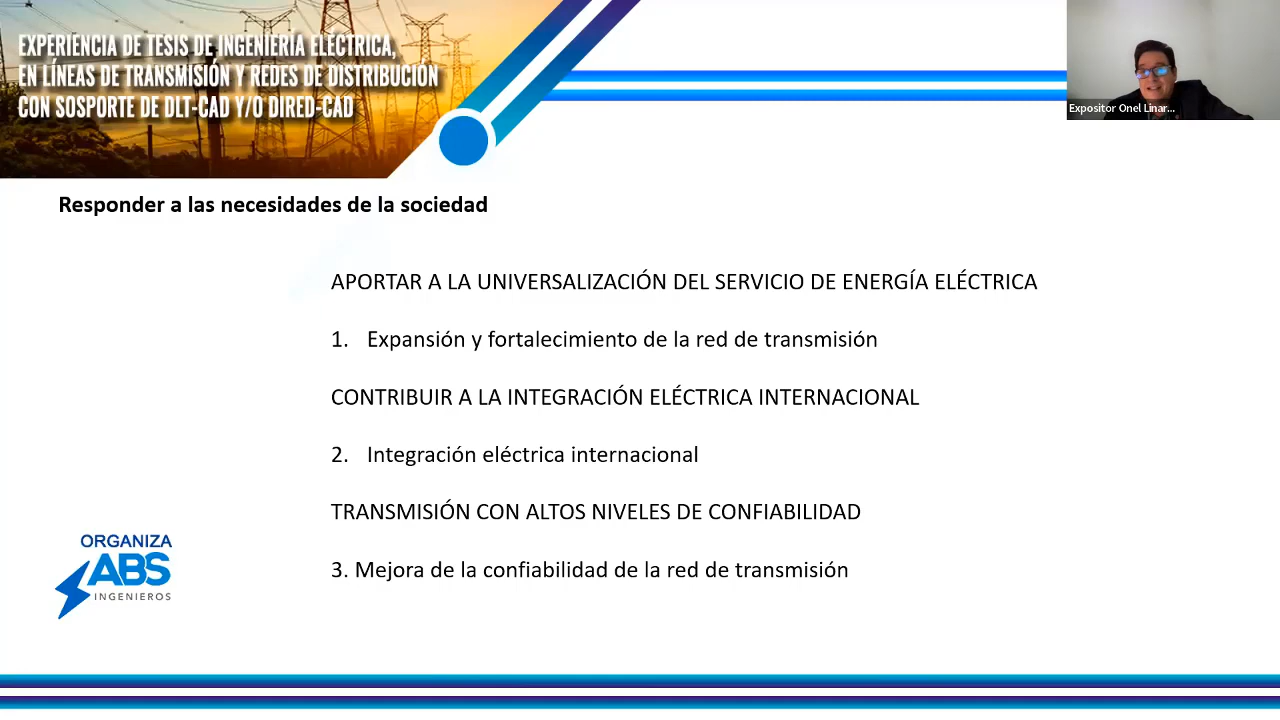 EXPERIENCIA DE TESIS DE INGENIERÍA ELÉCTRICA,
EN LÍNEAS DE TRANSMISIÓN Y REDES DE DISTRIBUCIÓN
CON SOSPORTE DE DLT-CAD Y/O DIRED-CAD
Expositor Onel Linar...
Responder a las necesidades de la sociedad
APORTAR A LA UNIVERSALIZACIÓN DEL SERVICIO DE ENERGÍA ELÉCTRICA
1. Expansión y fortalecimiento de la red de transmisión
CONTRIBUIR A LA INTEGRACIÓN ELÉCTRICA INTERNACIONAL
2. Integración eléctrica internacional
TRANSMISIÓN CON ALTOS NIVELES DE CONFIABILIDAD
3. Mejora de la confiabilidad de la red de transmisión
ORGANIZA
ABS
INGENIEROS